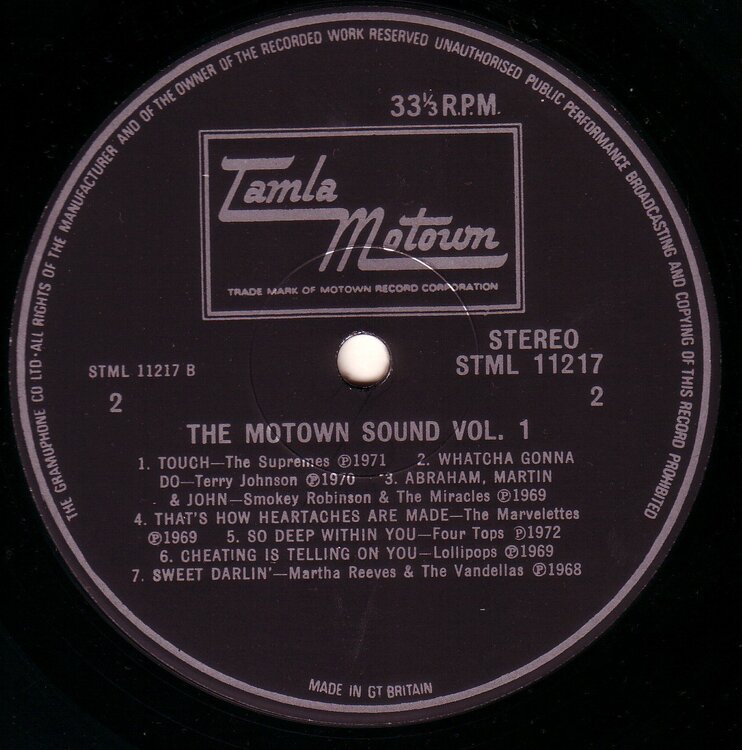 THE GRAMOPHONE CO LTD·ALL RIGHTS OF THE MANUFACTURER AND OF THE OWNER OF THE RECORDED WORK RESERVED UNAUTHORISED PUBLIC PERFORMANCE BROADCASTING AND COPYING OF THIS RECORD PROHIBITED
33⅓ R.P.M.
Tamla
Motown
TRADE MARK OF MOTOWN RECORD CORPORATION
STEREO
STML 11217 B
STML 11217
2
2
THE MOTOWN SOUND VOL. 1
1. TOUCH—The Supremes ℗1971 2. WHATCHA GONNA
DO—Terry Johnson ℗1970 3. ABRAHAM, MARTIN
& JOHN—Smokey Robinson & The Miracles ℗1969
4. THAT'S HOW HEARTACHES ARE MADE—The Marvelettes
℗1969 5. SO DEEP WITHIN YOU—Four Tops ℗1972
6. CHEATING IS TELLING ON YOU—Lollipops ℗1969
7. SWEET DARLIN'—Martha Reeves & The Vandellas ℗1968
MADE IN GT BRITAIN